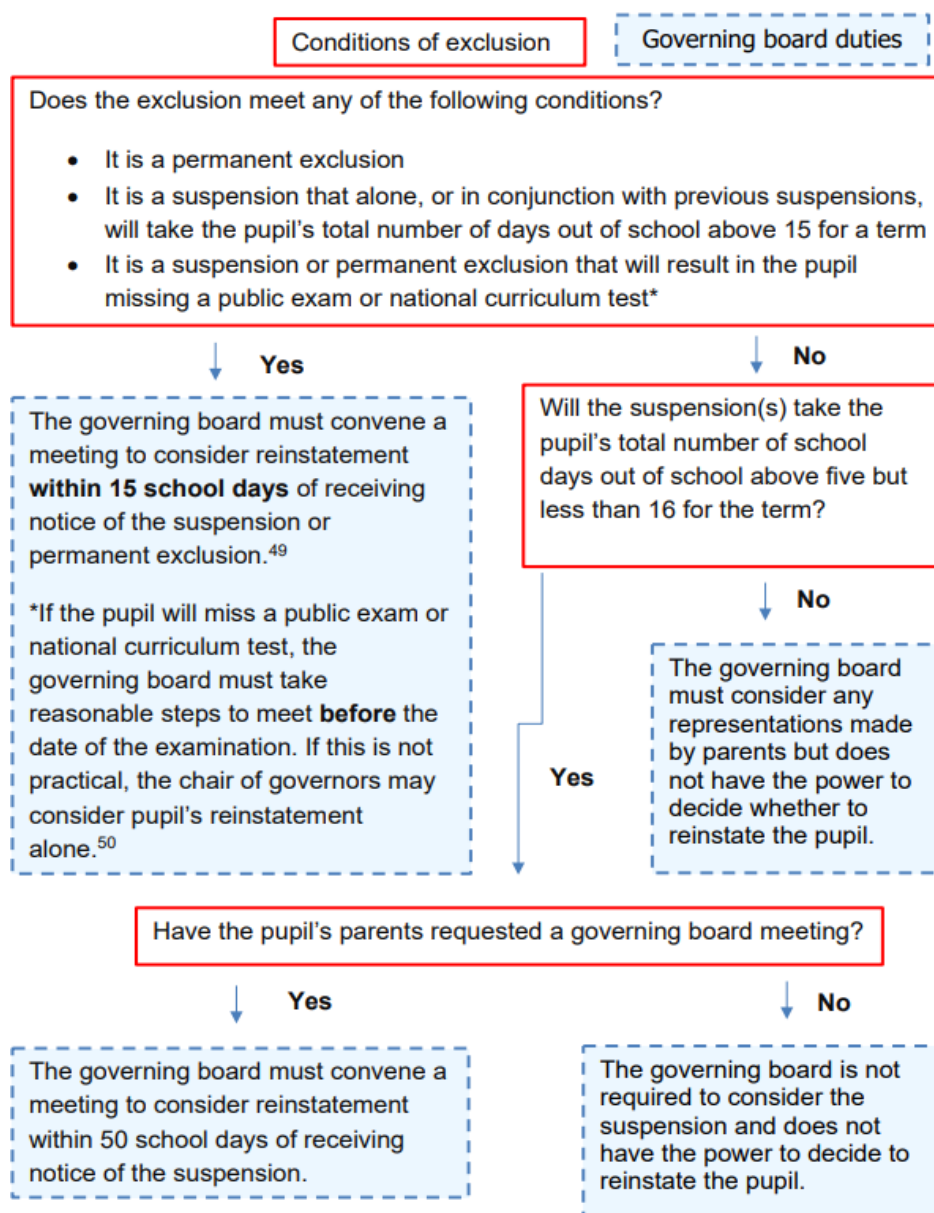 Conditions of exclusion
Governing board duties
Does the exclusion meet any of the following conditions?
• It is a permanent exclusion
• It is a suspension that alone, or in conjunction with previous suspensions,
will take the pupil's total number of days out of school above 15 for a term
• It is a suspension or permanent exclusion that will result in the pupil
missing a public exam or national curriculum test*
Yes
No
The governing board must convene a
meeting to consider reinstatement
within 15 school days of receiving
notice of the suspension or
permanent exclusion.49
*If the pupil will miss a public exam or
national curriculum test, the
governing board must take
reasonable steps to meet before the
date of the examination. If this is not
practical, the chair of governors may
consider pupil's reinstatement
alone.50
Will the suspension(s) take the
pupil's total number of school
days out of school above five but
less than 16 for the term?
No
The governing board
must consider any
representations made
by parents but does
not have the power to
decide whether to
reinstate the pupil.
Yes
Have the pupil's parents requested a governing board meeting?
Yes
No
The governing board must convene a
meeting to consider reinstatement
within 50 school days of receiving
notice of the suspension.
The governing board is not
required to consider the
suspension and does not
have the power to decide to
reinstate the pupil.